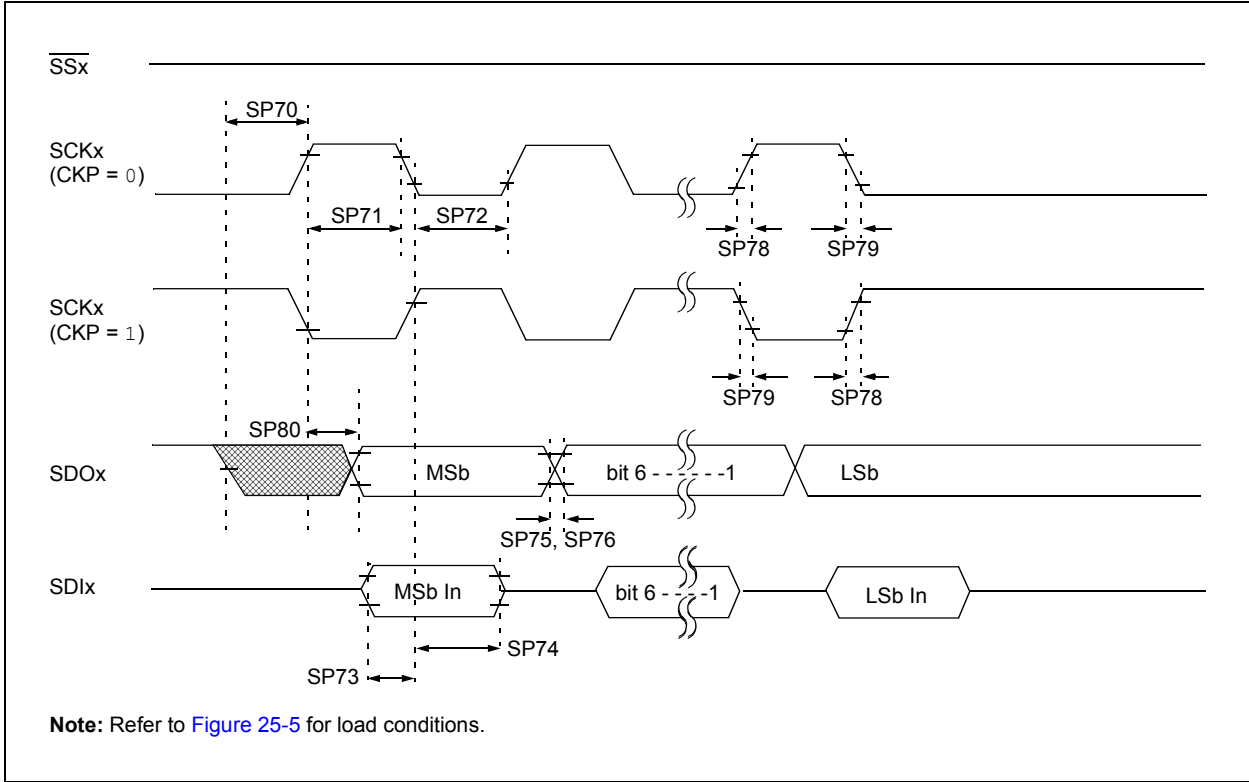 SSx
SP70
SCKx
(CKP = 0)
SP71
SP72
SP78
SP79
SCKx
(CKP = 1)
SP79
SP78
SP80
SDOx
MSb
bit 6 - - - - - -1
LSb
SP75, SP76
SDIx
MSb In
bit 6 - - - - -1
LSb In
SP74
SP73
Note: Refer to Figure 25-5 for load conditions.